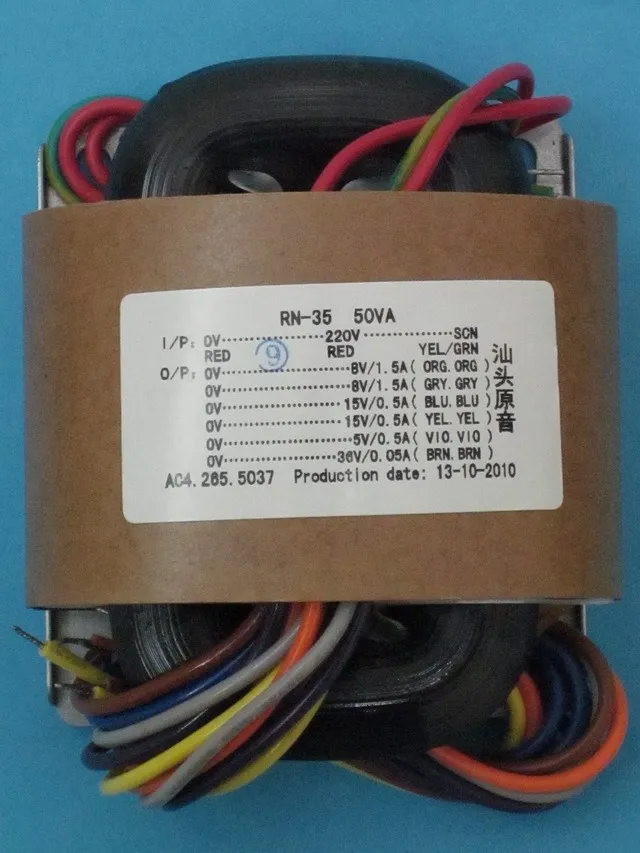 RN-35 50VA
I/P: 0V·················220V···············SCN
RED RED YEL/GRN
9
O/P: 0V·······················8V/1.5A( ORG.ORG )
0V·······················8V/1.5A( GRY.GRY )
0V······················15V/0.5A( BLU.BLU )
0V······················15V/0.5A( YEL.YEL )
0V·······················5V/0.5A( VIO.VIO )
0V·····················36V/0.05A( BRN.BRN )
AC4.265.5037 Production date: 13-10-2010
汕头原音